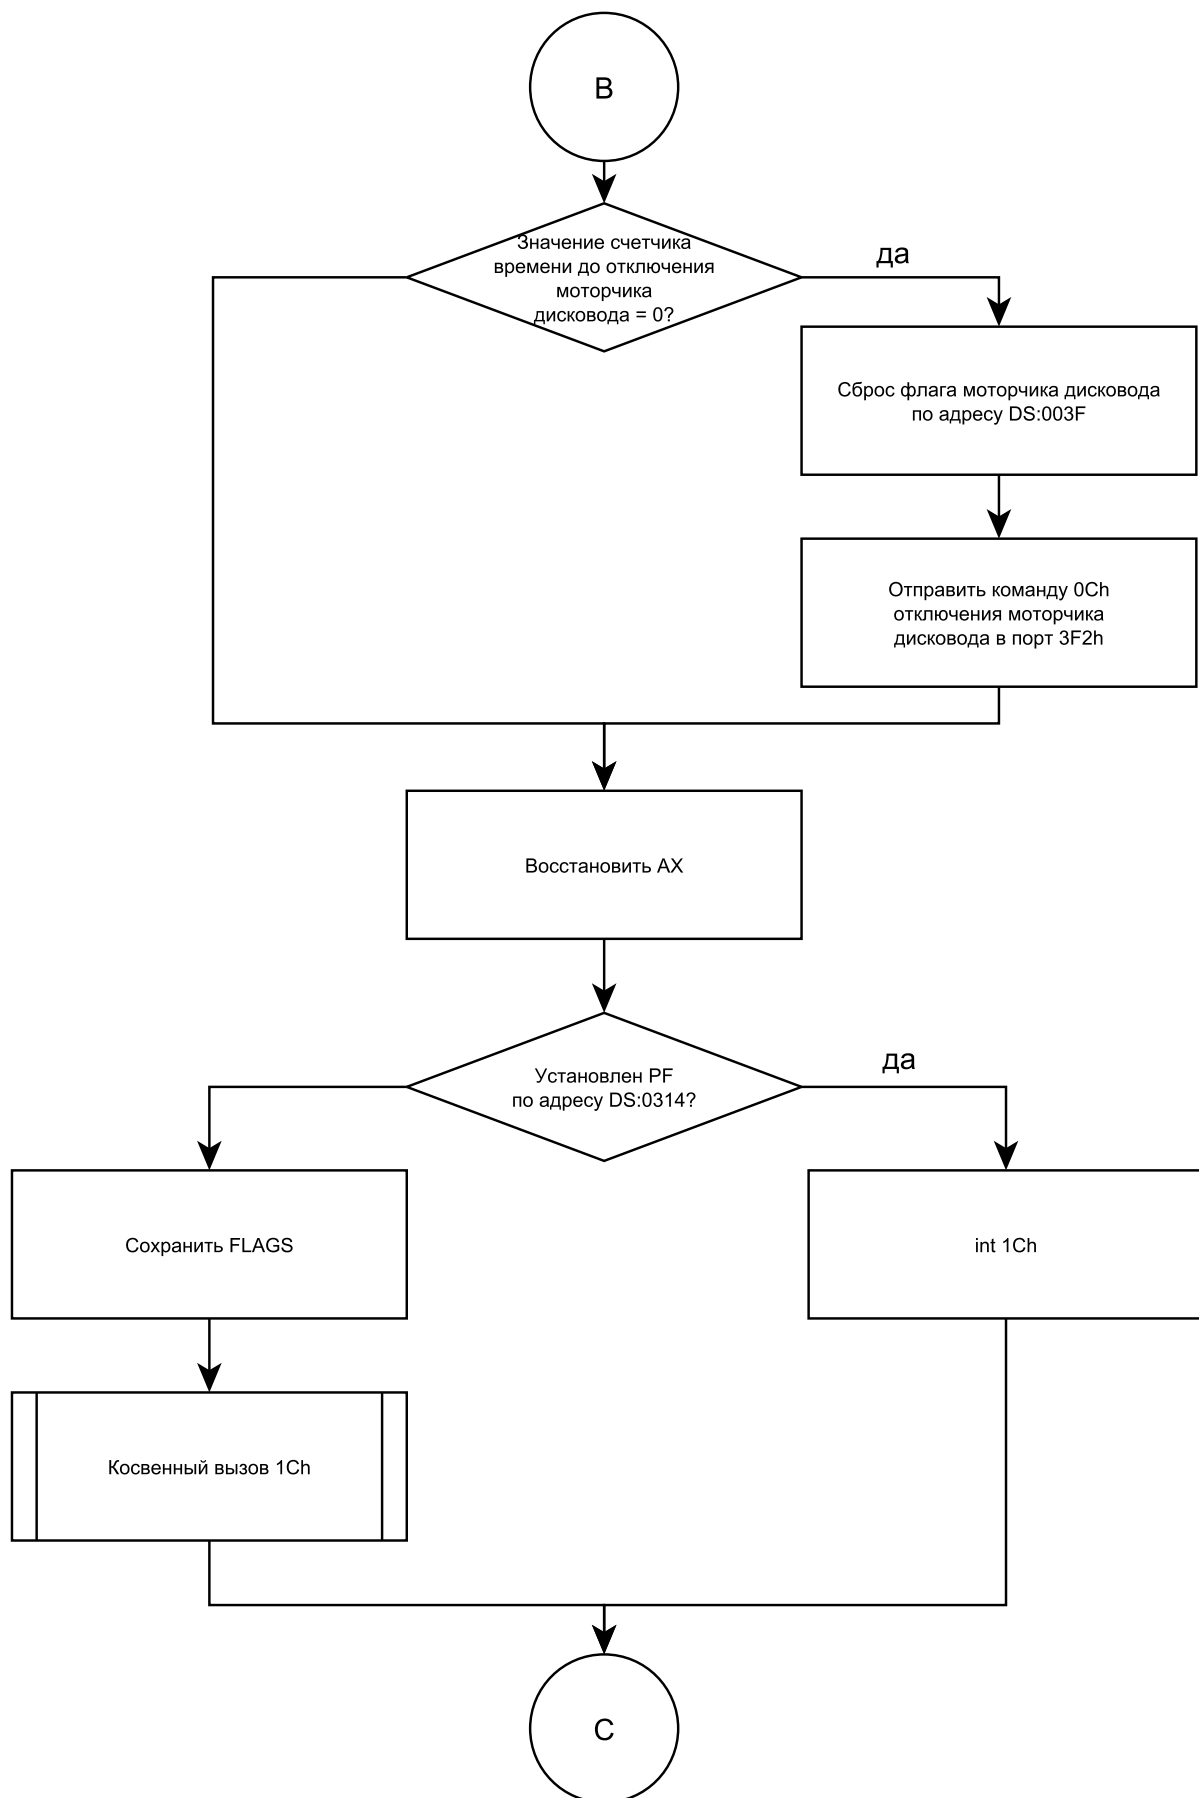 B
Значение счетчика
времени до отключения
моторчика
дисковода = 0?
да
Сброс флага моторчика дисковода
по адресу DS:003F
Отправить команду 0Ch
отключения моторчика
дисковода в порт 3F2h
Восстановить AX
Установлен PF
по адресу DS:0314?
да
Сохранить FLAGS
int 1Ch
Косвенный вызов 1Ch
C